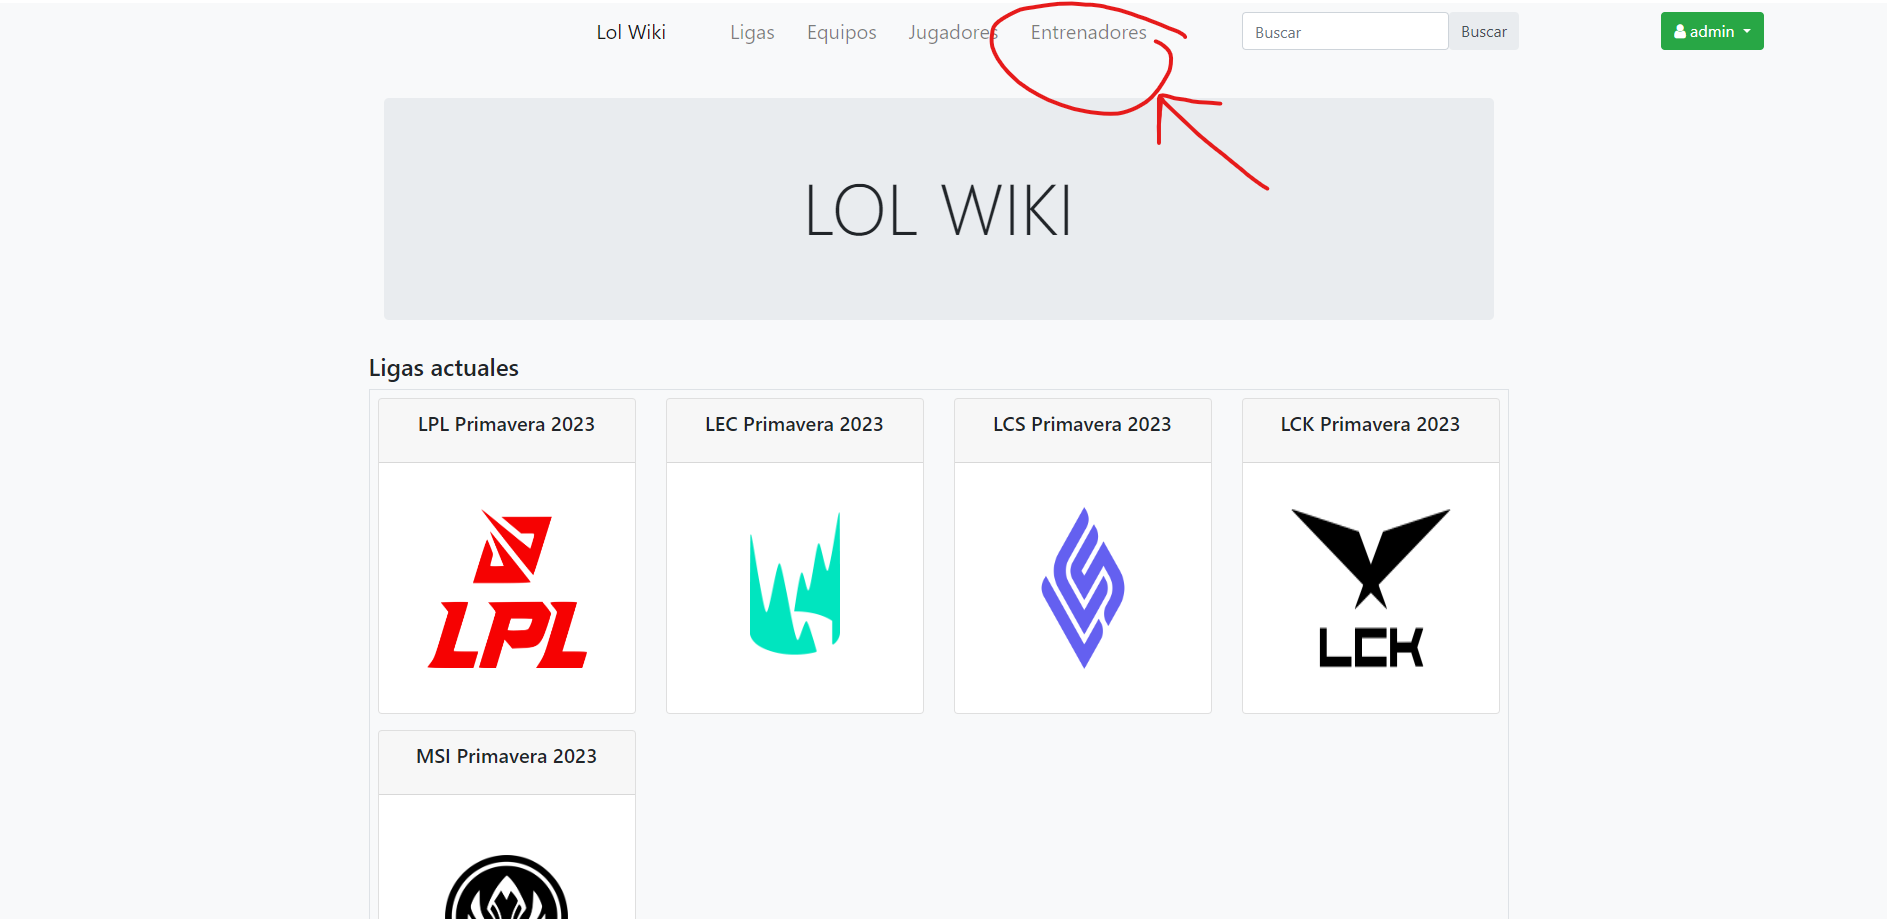 Lol Wiki Ligas Equipos Jugadores Entrenadores Buscar Buscar admin
LOL WIKI
Ligas actuales
LPL Primavera 2023 LEC Primavera 2023 LCS Primavera 2023 LCK Primavera 2023
LPL LCK
MSI Primavera 2023